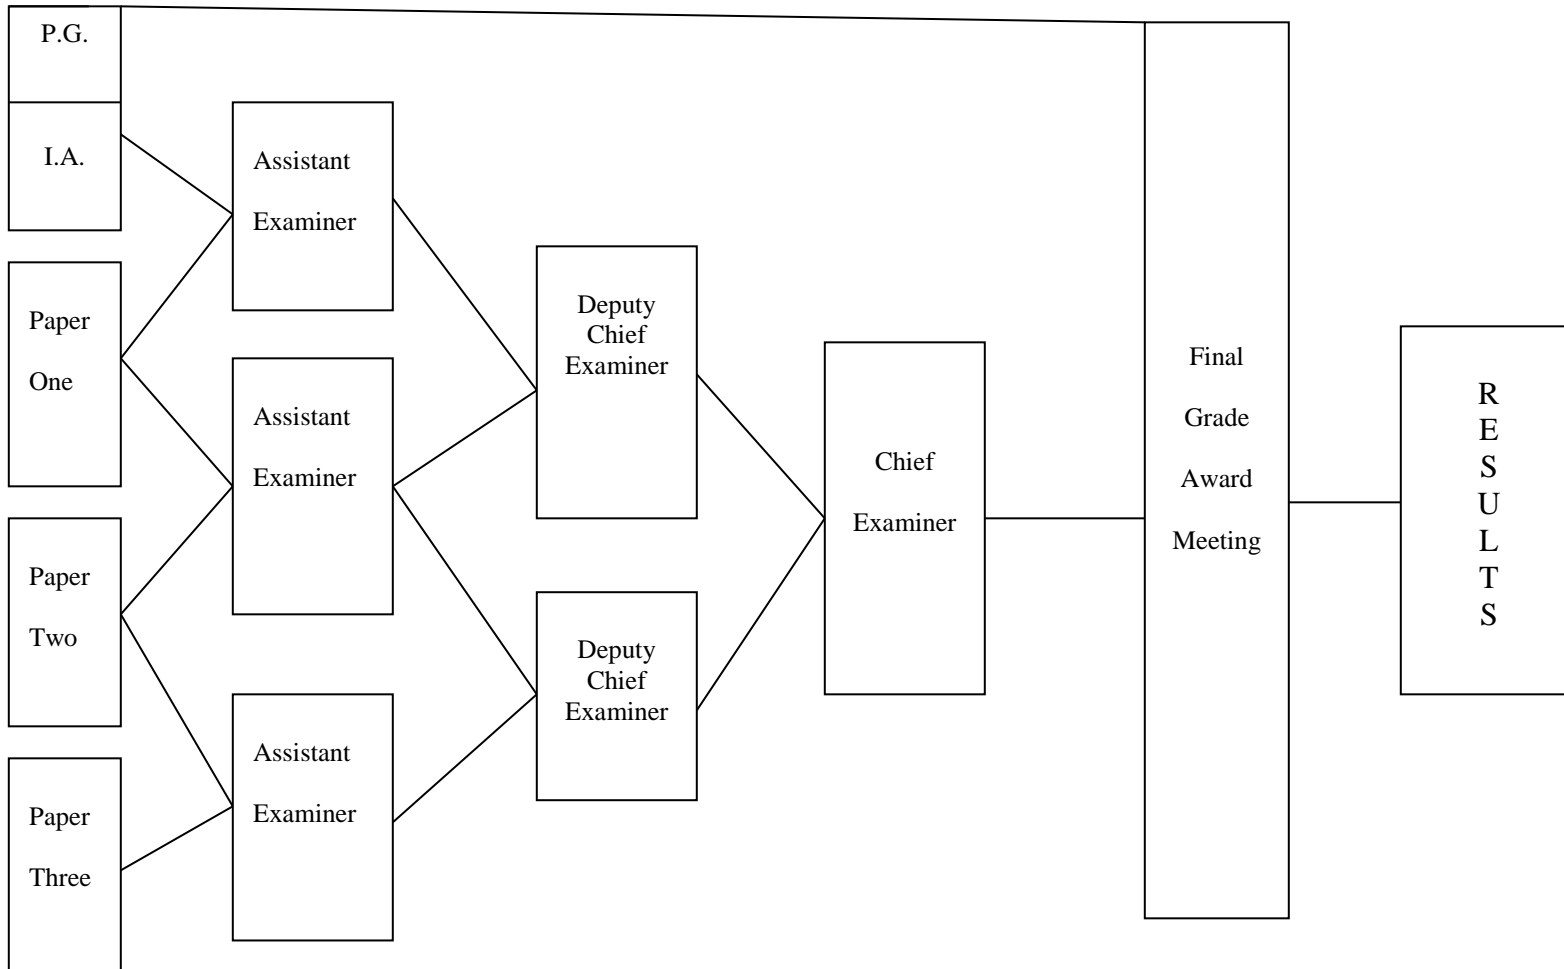 P.G.
I.A.
Paper
One
Paper
Two
Paper
Three
Assistant
Examiner
Assistant
Examiner
Assistant
Examiner
Deputy
Chief
Examiner
Deputy
Chief
Examiner
Chief
Examiner
Final
Grade
Award
Meeting
R
E
S
U
L
T
S